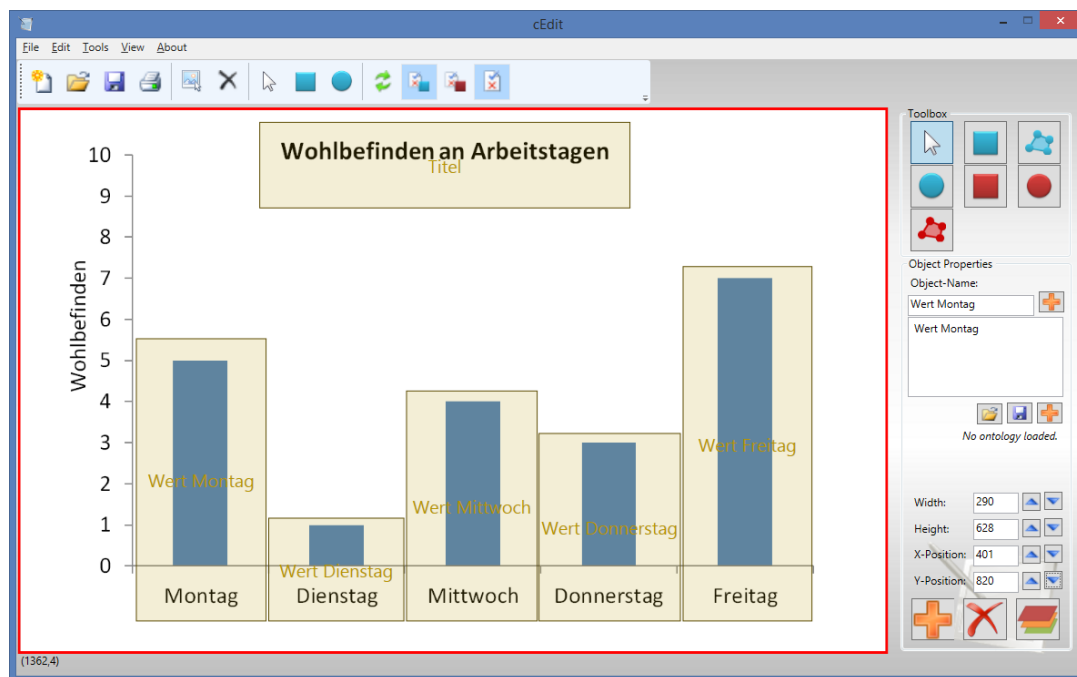 cEdit
File Edit Tools View About
Toolbox
Wohlbefinden an Arbeitstagen
Titel
10
9
8
7
6
5
4
3
2
1
0
Wohlbefinden
Wert Montag
Wert Dienstag
Wert Mittwoch
Wert Donnerstag
Wert Freitag
Montag Dienstag Mittwoch Donnerstag Freitag
Object Properties
Object-Name:
Wert Montag
Wert Montag
No ontology loaded.
Width: 290
Height: 628
X-Position: 401
Y-Position: 820
(1362,4)